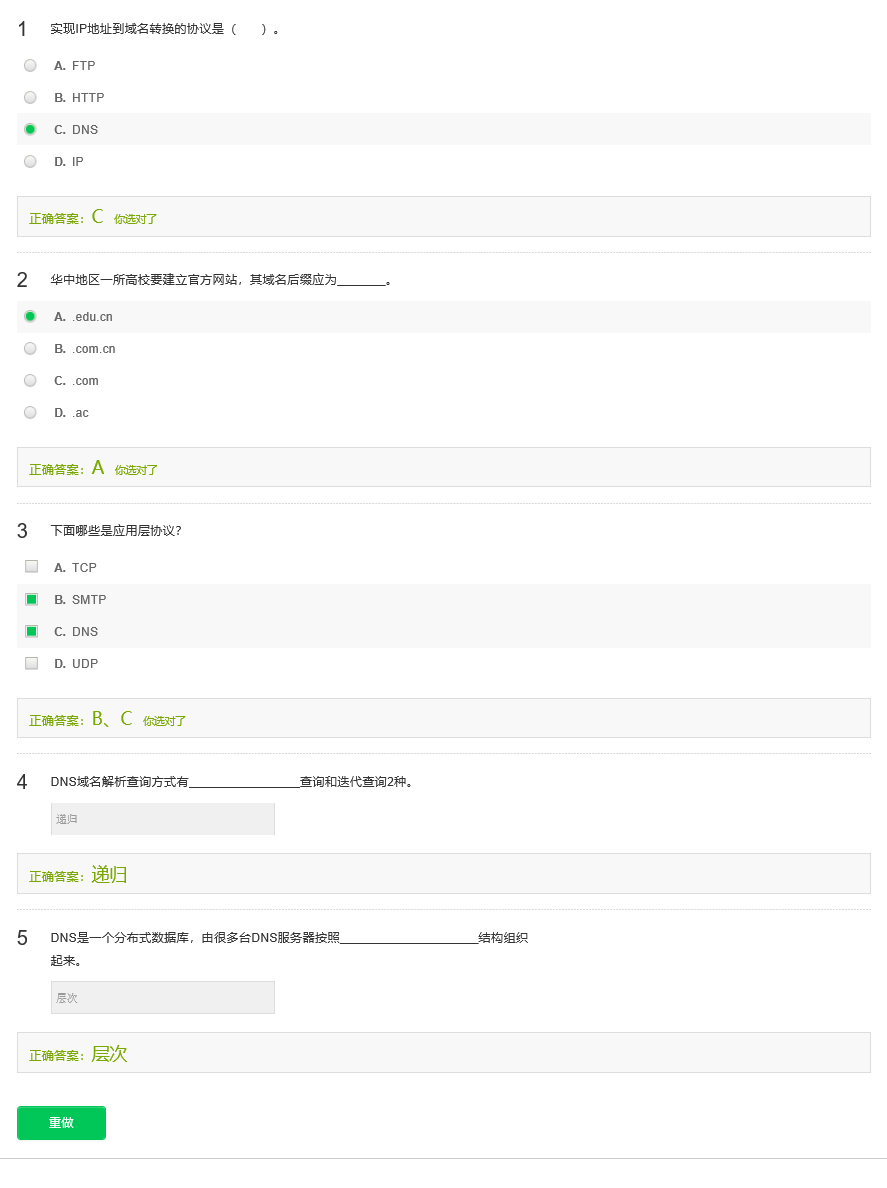 1 实现IP地址到域名转换的协议是（　　）。
A. FTP
B. HTTP
C. DNS
D. IP
正确答案：C 你选对了
2 华中地区一所高校要建立官方网站，其域名后缀应为_______。
A. .edu.cn
B. .com.cn
C. .com
D. .ac
正确答案：A 你选对了
3 下面哪些是应用层协议？
A. TCP
B. SMTP
C. DNS
D. UDP
正确答案：B、C 你选对了
4 DNS域名解析查询方式有________________查询和迭代查询2种。
递归
正确答案：递归
5 DNS是一个分布式数据库，由很多台DNS服务器按照____________________结构组织
起来。
层次
正确答案：层次
重做